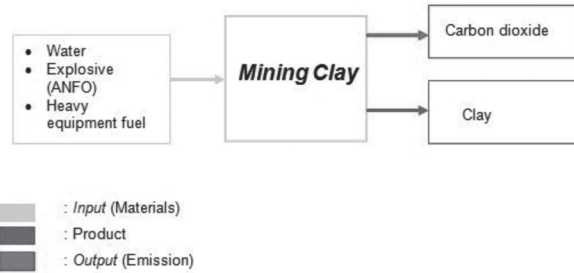 • Water
• Explosive
(ANFO)
• Heavy
equipment fuel
Mining Clay
Carbon dioxide
Clay
: Input (Materials)
: Product
: Output (Emission)